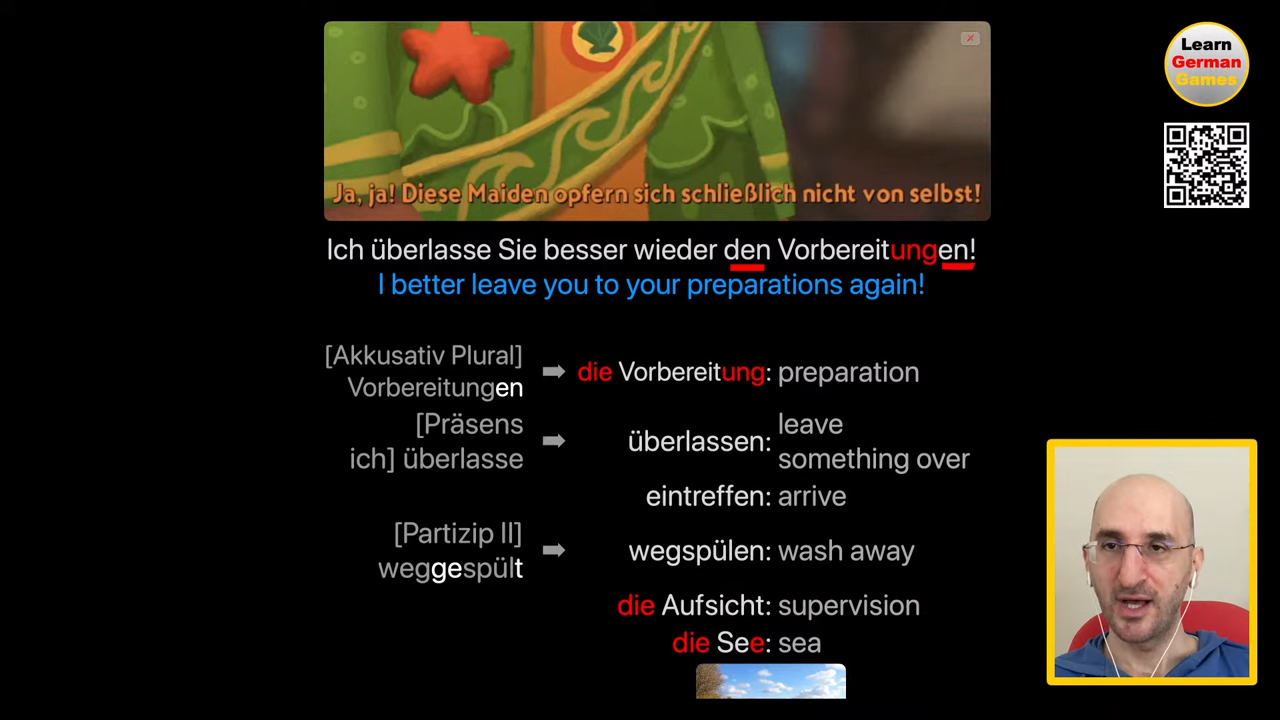 Learn
German
Games
Ja, ja! Diese Maiden opfern sich schließlich nicht von selbst!
Ich überlasse Sie besser wieder den Vorbereitungen!
I better leave you to your preparations again!
[Akkusativ Plural]
Vorbereitungen
➡ die Vorbereitung: preparation
[Präsens
ich] überlasse
➡ überlassen: leave
something over
eintreffen: arrive
[Partizip II]
weggespült
➡ wegspülen: wash away
die Aufsicht: supervision
die See: sea